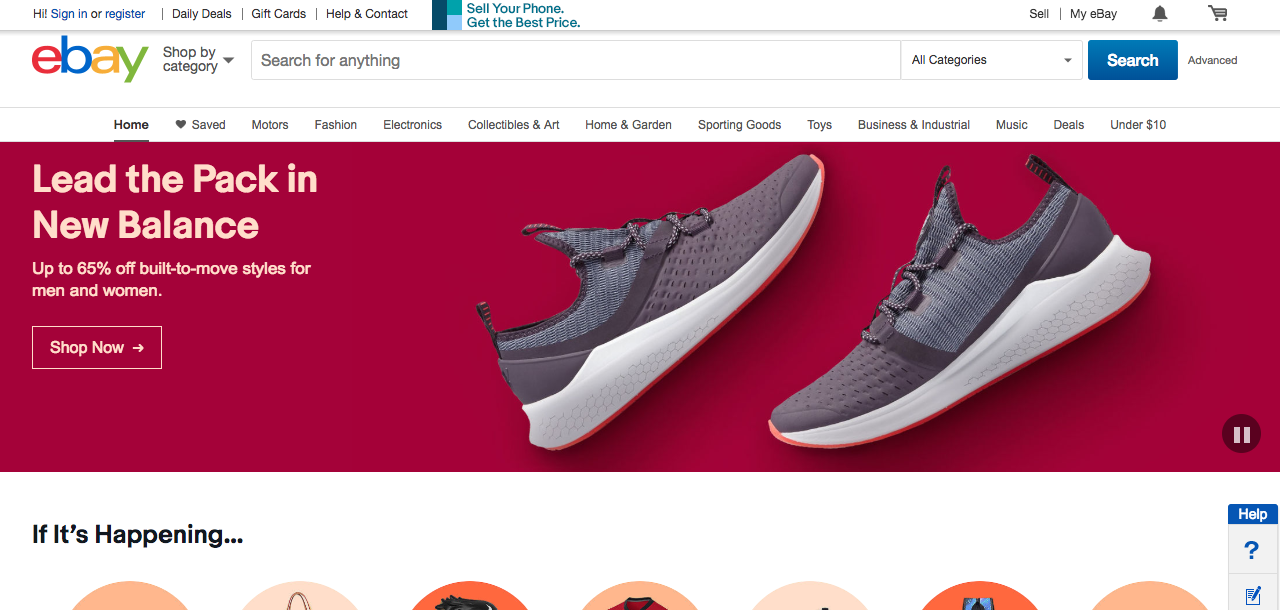 Hi! Sign in or register
Daily Deals
Gift Cards
Help & Contact
Sell Your Phone.
Get the Best Price.
Sell
My eBay
ebay
Shop by
category
Search for anything
All Categories
Search
Advanced
Home
Saved
Motors
Fashion
Electronics
Collectibles & Art
Home & Garden
Sporting Goods
Toys
Business & Industrial
Music
Deals
Under $10
Lead the Pack in
New Balance
Up to 65% off built-to-move styles for
men and women.
Shop Now →
If It's Happening...
Help
?